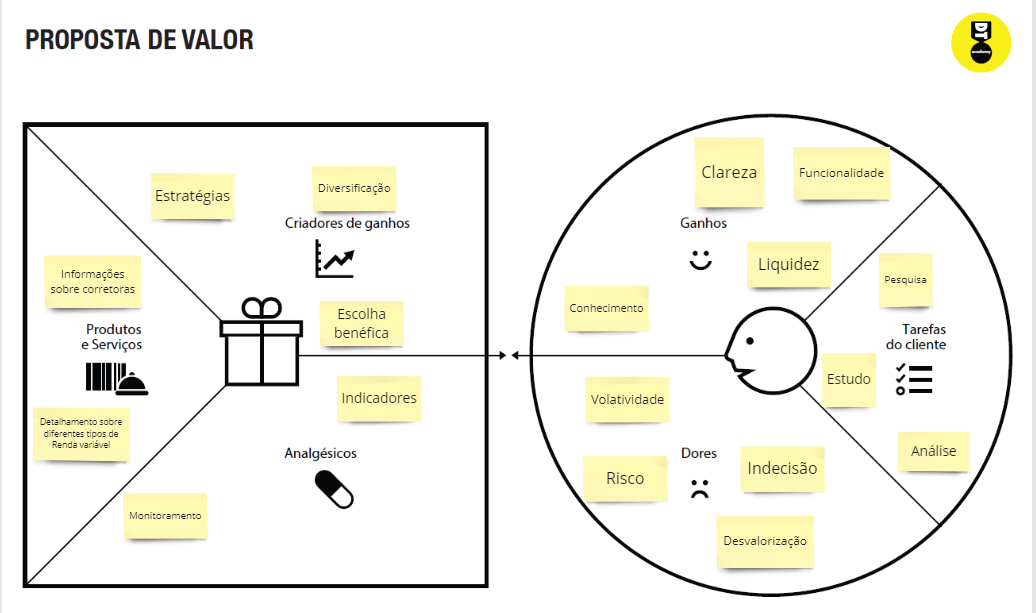 PROPOSTA DE VALOR
DT
academy
Estratégias
Diversificação
Criadores de ganhos
Informações
sobre corretoras
Produtos
e Serviços
Escolha
benéfica
Indicadores
Detalhamento sobre
diferentes tipos de
Renda variável
Analgésicos
Monitoramento
Clareza
Funcionalidade
Ganhos
Liquidez
Conhecimento
Pesquisa
Tarefas
do cliente
Estudo
Análise
Volatividade
Dores
Risco
Indecisão
Desvalorização